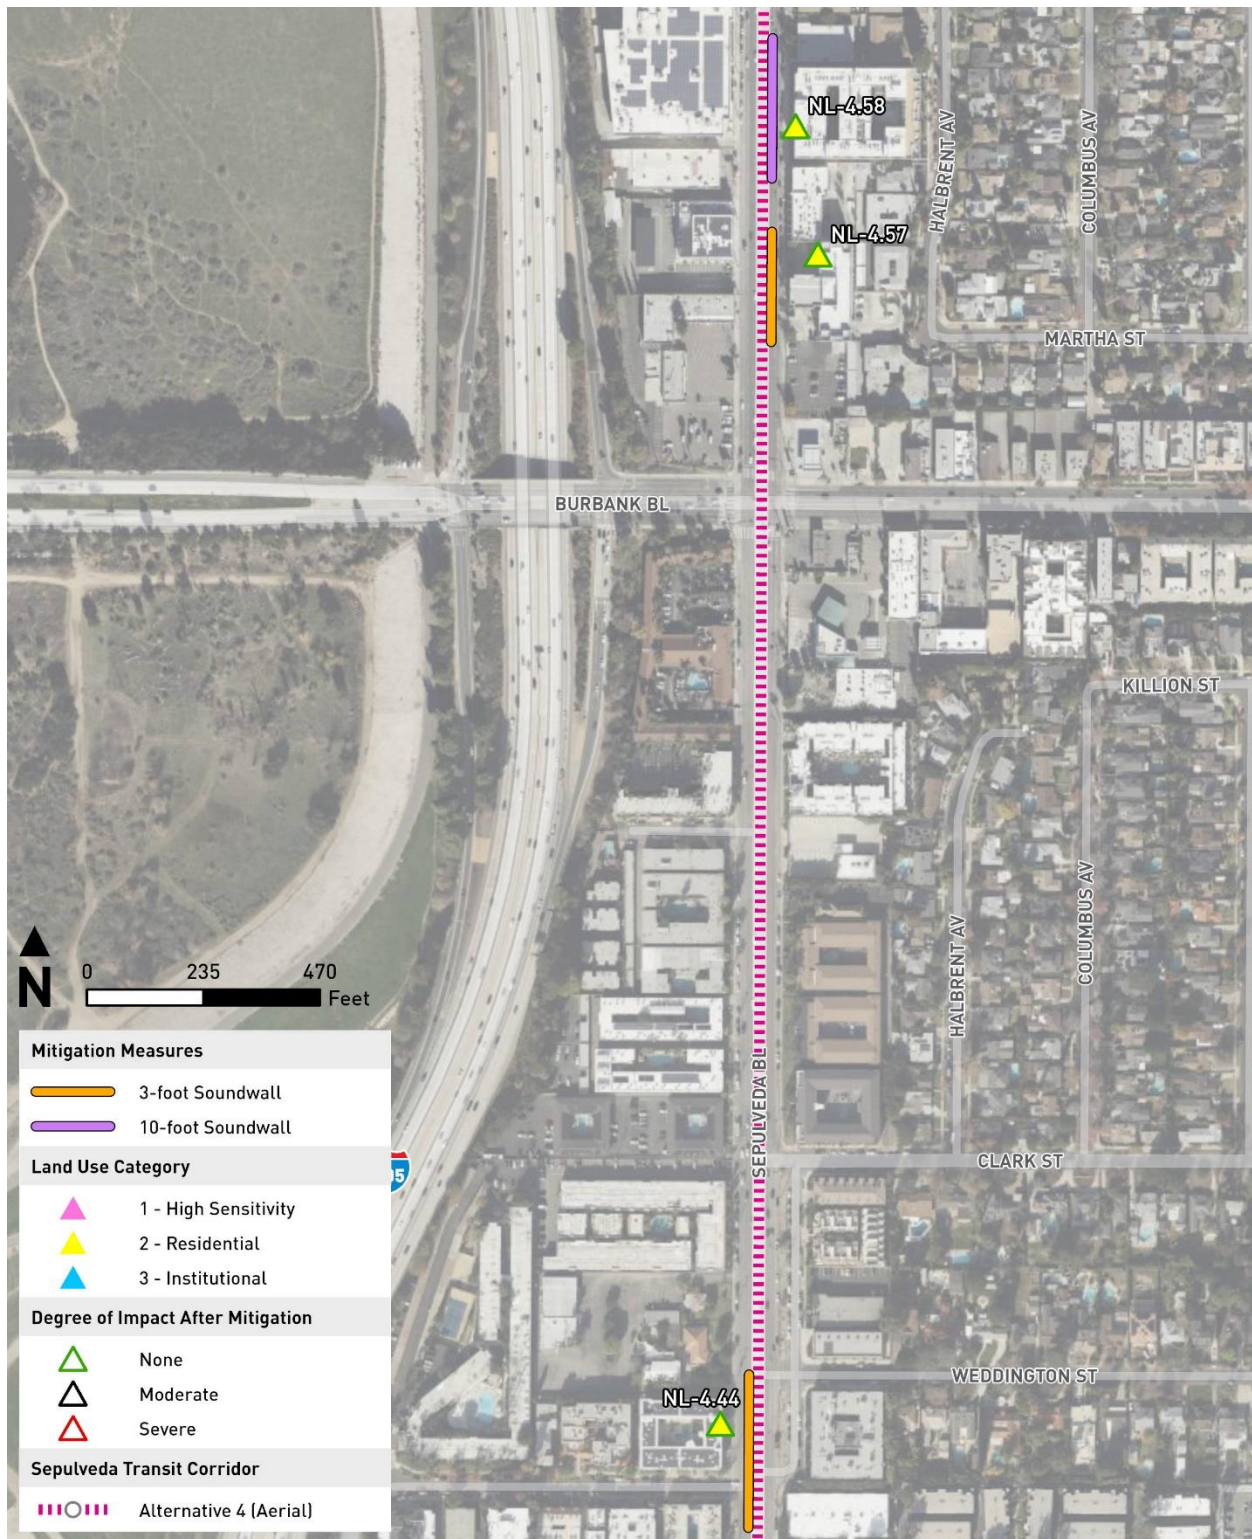 NL-4.58
HALBRENT AV
COLUMBUS AV
NL-4.57
MARTHA ST
BURBANK BL
KILLION ST
HALBRENT AV
COLUMBUS AV
N
0 235 470
Feet
SEPULVEDA BL
CLARK ST
WEDDINGTON ST
NL-4.44
Mitigation Measures
3-foot Soundwall
10-foot Soundwall
Land Use Category
1 - High Sensitivity
2 - Residential
3 - Institutional
Degree of Impact After Mitigation
None
Moderate
Severe
Sepulveda Transit Corridor
Alternative 4 (Aerial)